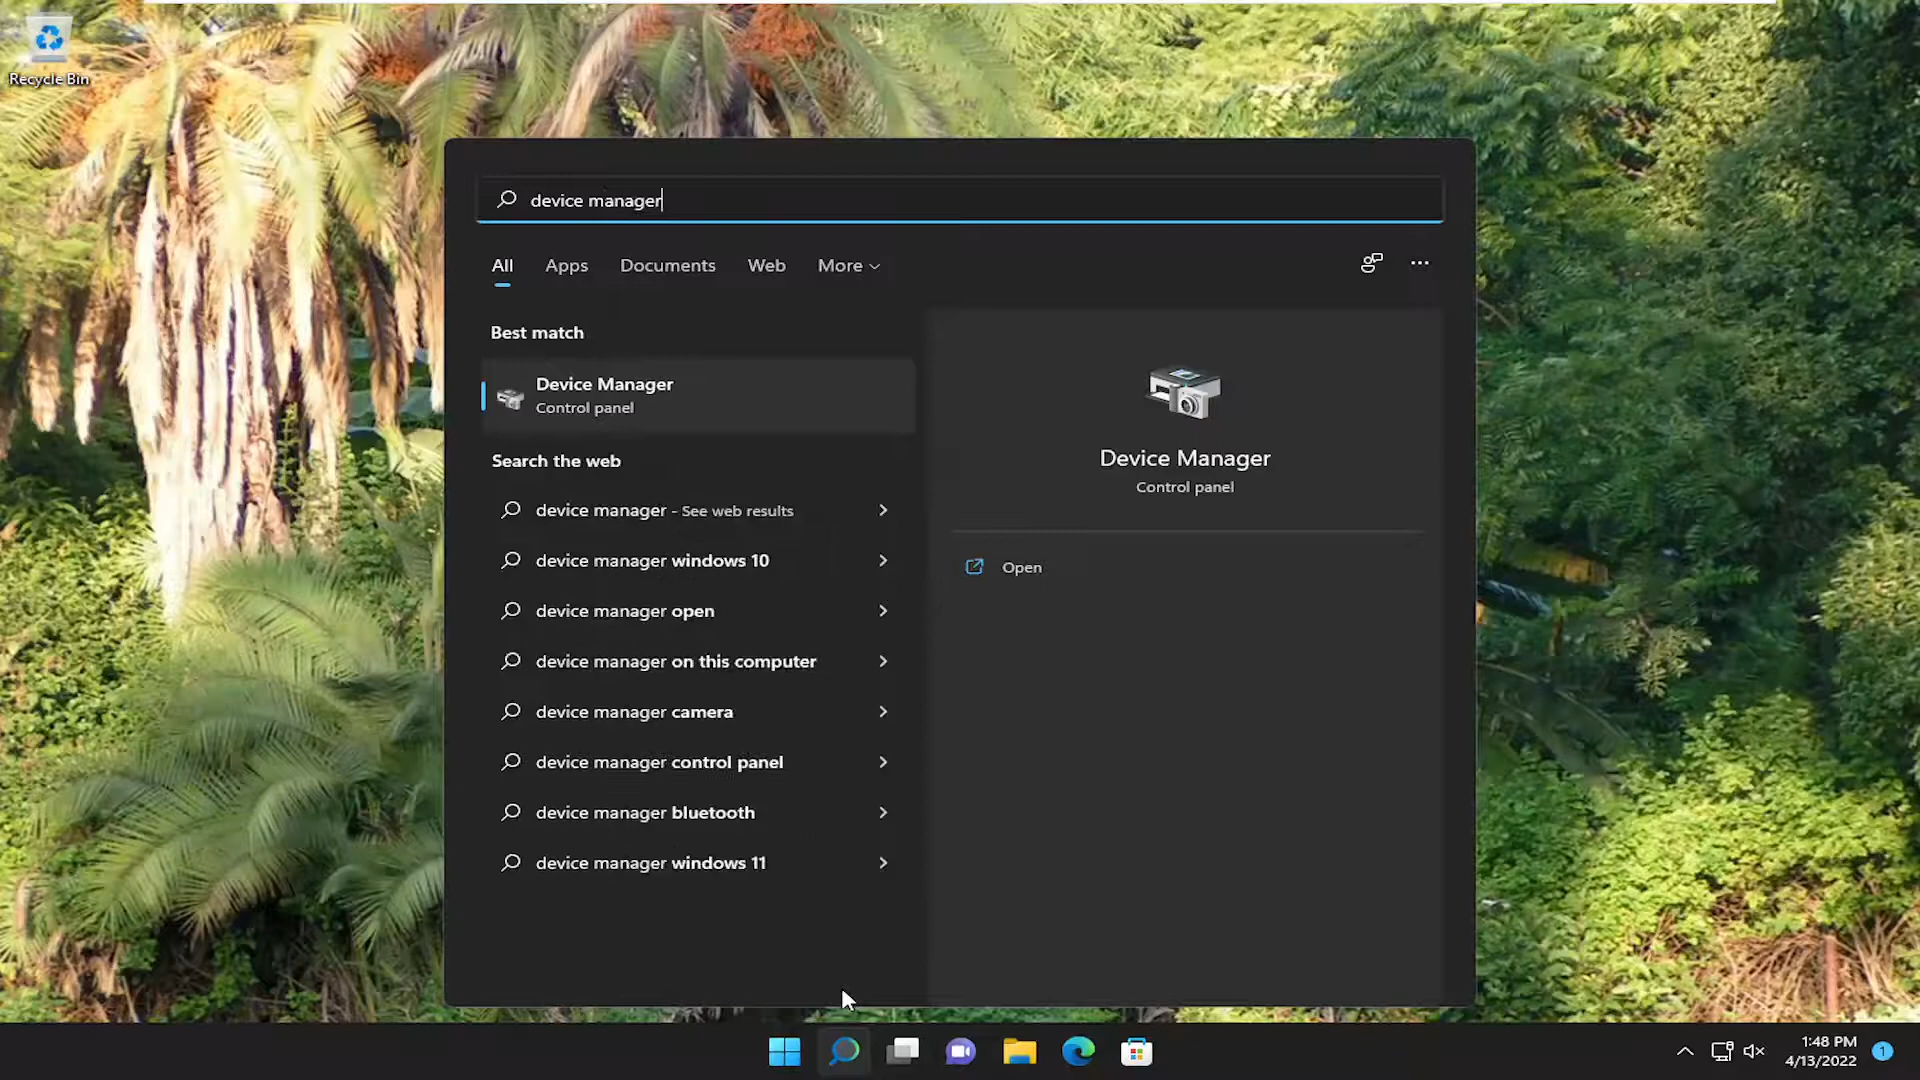 Recycle Bin
device manager
All
Apps
Documents
Web
More
Best match
Device Manager
Control panel
Search the web
device manager - See web results
device manager windows 10
device manager open
device manager on this computer
device manager camera
device manager control panel
device manager bluetooth
device manager windows 11
Device Manager
Control panel
Open
1:48 PM
4/13/2022
1